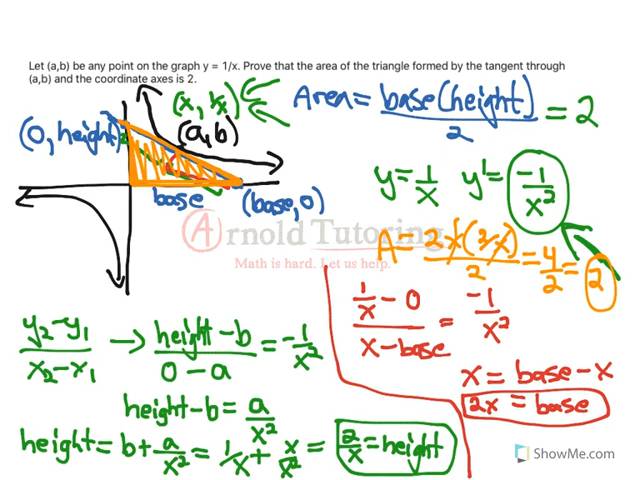 Let (a,b) be any point on the graph y = 1/x. Prove that the area of the triangle formed by the tangent through
(a,b) and the coordinate axes is 2.
(x, 1/x)
Area = base(height)/2 = 2
(0, height)
(a,b)
y = 1/x y' = -1/x²
base
(base, 0)
Arnold Tutoring
Math is hard. Let us help.
A = 2x(2/x)/2 = 4/2 = 2
(1/x - 0)/(x - base) = -1/x²
(y₂-y₁)/(x₂-x₁) → (height - b)/(0 - a) = -1/x²
x = base - x
2x = base
height - b = a/x²
height = b + a/x² = 1/x + x/x² = 2/x = height
ShowMe.com